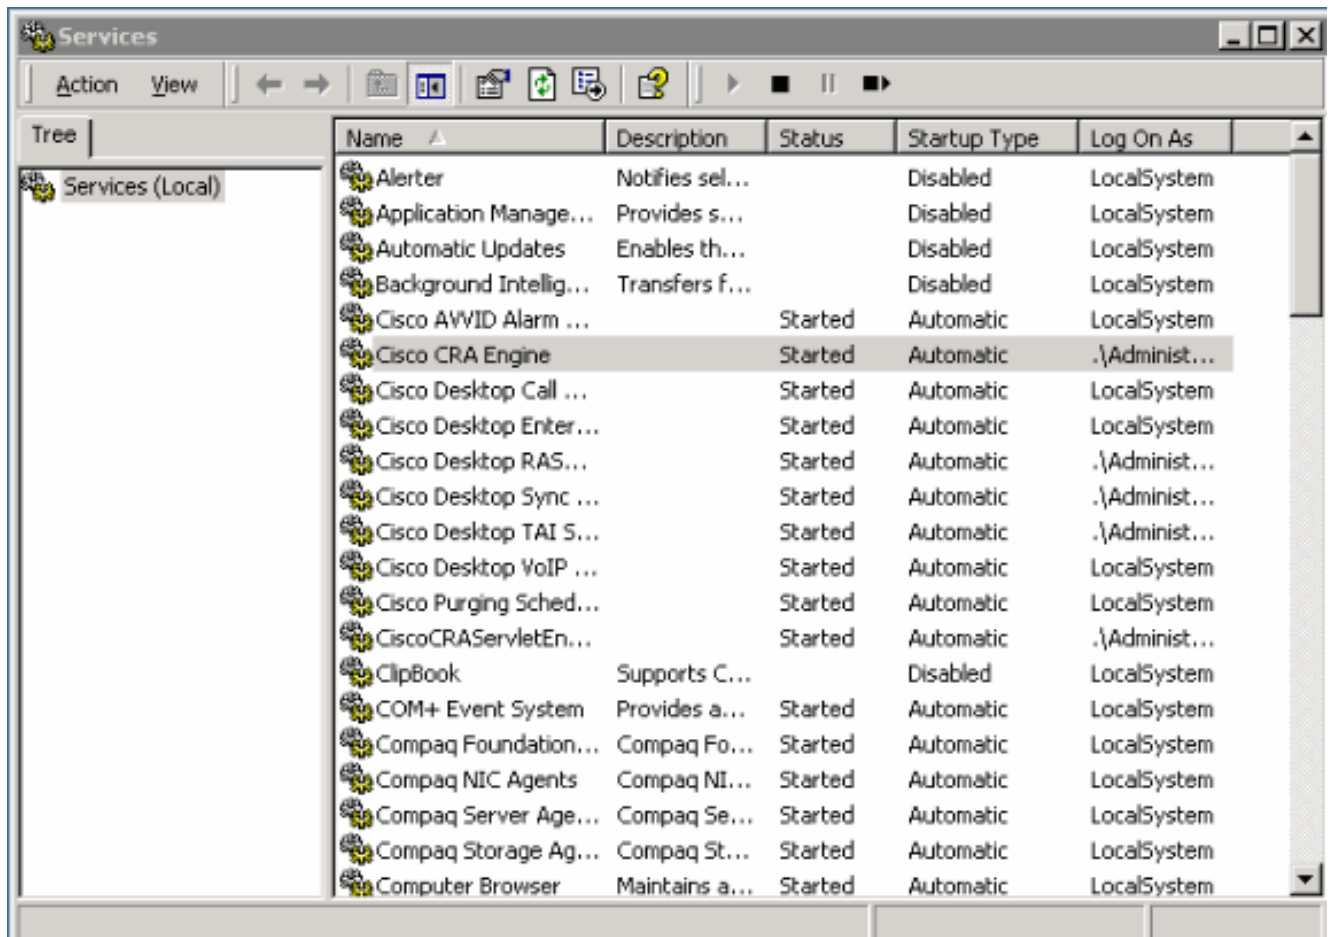 Services
Action View
Tree
Services (Local)
Name Description Status Startup Type Log On As
Alerter Notifies sel... Disabled LocalSystem
Application Manage... Provides s... Disabled LocalSystem
Automatic Updates Enables th... Disabled LocalSystem
Background Intellig... Transfers f... Disabled LocalSystem
Cisco AVVID Alarm ... Started Automatic LocalSystem
Cisco CRA Engine Started Automatic .\Administ...
Cisco Desktop Call ... Started Automatic LocalSystem
Cisco Desktop Enter... Started Automatic LocalSystem
Cisco Desktop RAS... Started Automatic .\Administ...
Cisco Desktop Sync ... Started Automatic .\Administ...
Cisco Desktop TAI S... Started Automatic .\Administ...
Cisco Desktop VoIP ... Started Automatic LocalSystem
Cisco Purging Sched... Started Automatic LocalSystem
CiscoCRAServletEn... Started Automatic .\Administ...
ClipBook Supports C... Disabled LocalSystem
COM+ Event System Provides a... Started Automatic LocalSystem
Compaq Foundation... Compaq Fo... Started Automatic LocalSystem
Compaq NIC Agents Compaq NI... Started Automatic LocalSystem
Compaq Server Age... Compaq Se... Started Automatic LocalSystem
Compaq Storage Ag... Compaq St... Started Automatic LocalSystem
Computer Browser Maintains a... Started Automatic LocalSystem